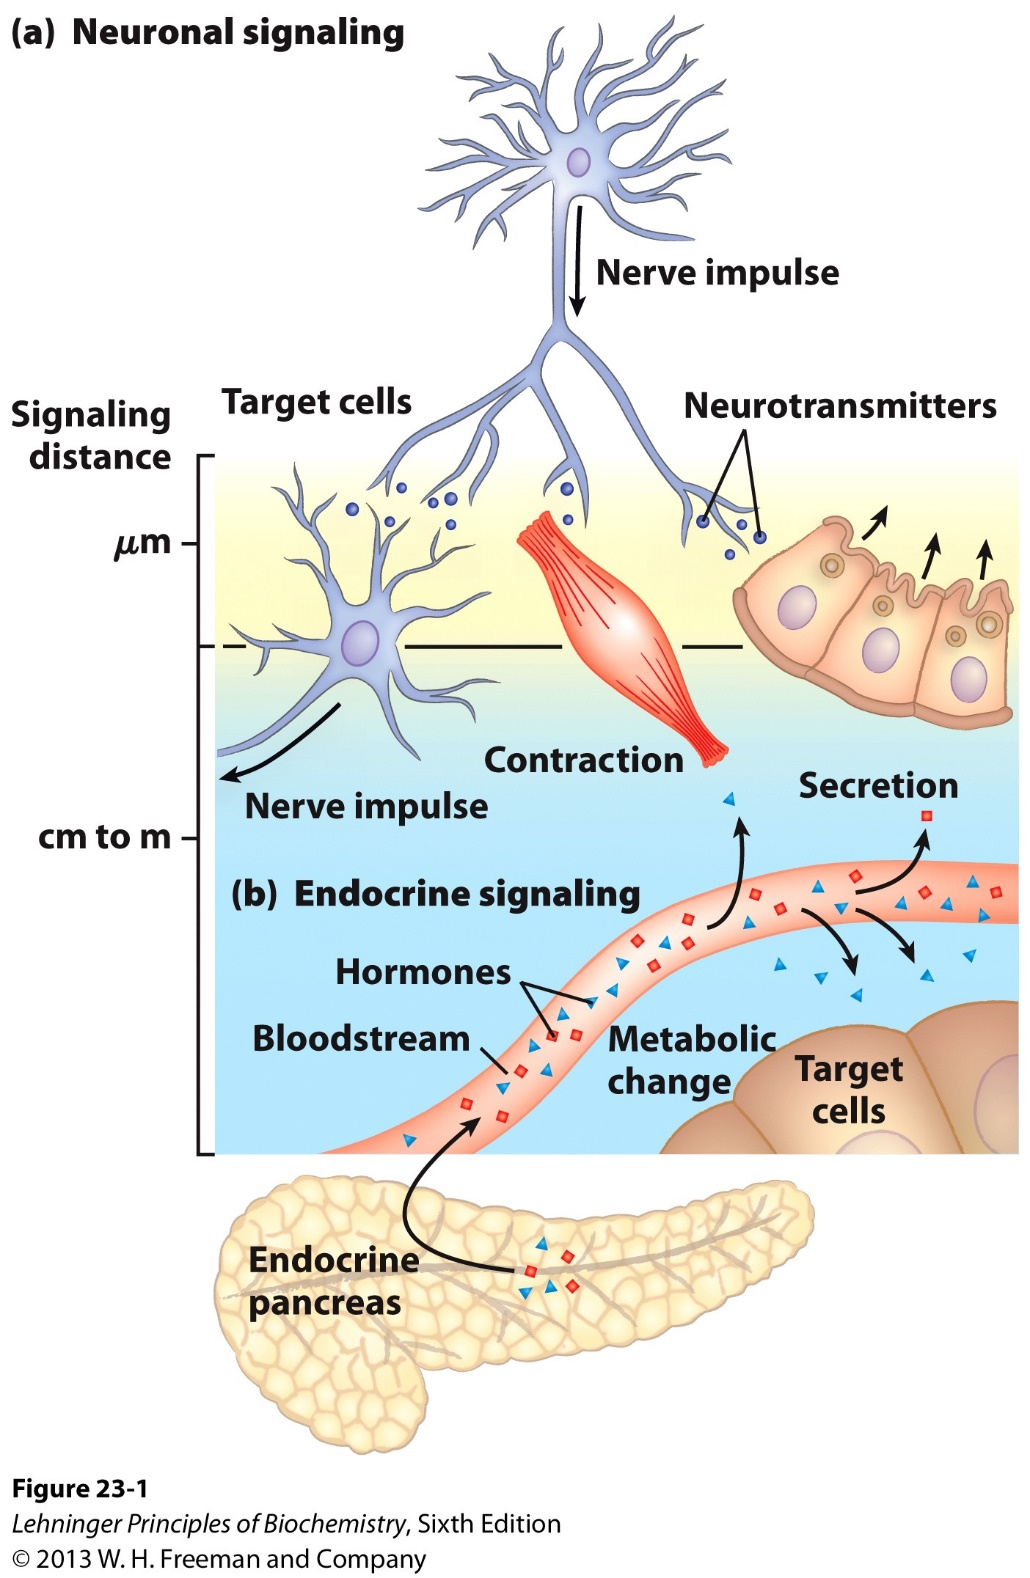 (a) Neuronal signaling
Nerve impulse
Target cells
Neurotransmitters
Signaling
distance
μm
Contraction
Secretion
Nerve impulse
cm to m
(b) Endocrine signaling
Hormones
Bloodstream
Metabolic
change
Target
cells
Endocrine
pancreas
Figure 23-1
Lehninger Principles of Biochemistry, Sixth Edition
© 2013 W. H. Freeman and Company